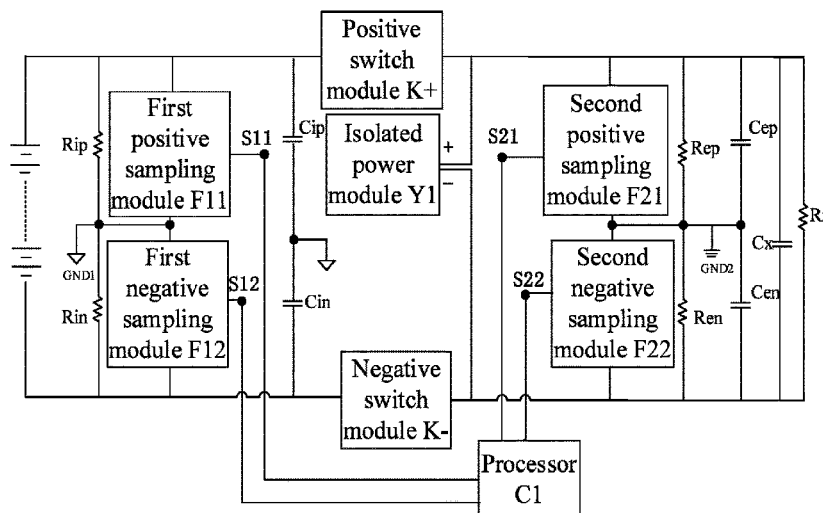 Positive
switch
module K+
First
positive
sampling
module F11
S11
Rip
Cip
Isolated
power
module Y1
+
−
S21
Second
positive
sampling
module F21
Rep
Cep
R
GND1
First
negative
sampling
module F12
S12
Rin
Cin
S22
Second
negative
sampling
module F22
GND2
Cx
Cen
Ren
Negative
switch
module K-
Processor
C1